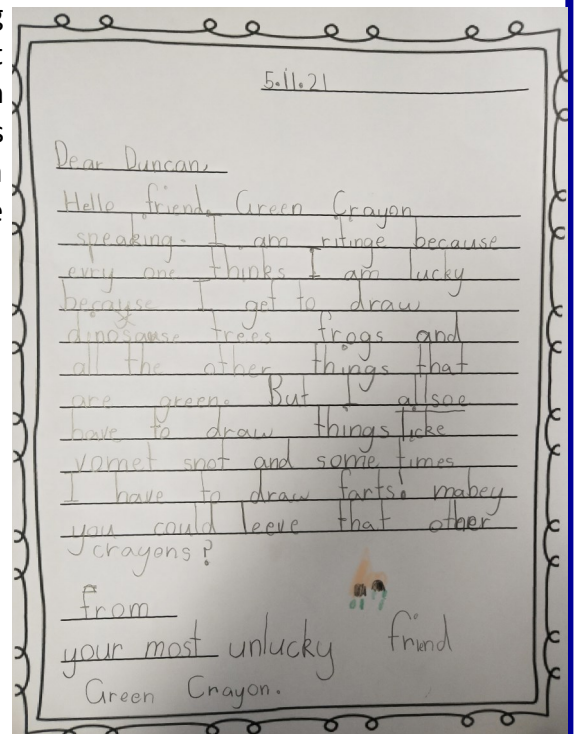 5.11.21
Dear Duncan,
Hello friend. Green Crayon
speaking. I am ritinge because
evry one thinks I am lucky
because I get to draw
dinosause trees frogs and
all the other things that
are green. But I allsoe
have to draw things licke
vomet snot and some times
I have to draw farts! mabey
you could leeve that other
crayons?
from
your most unlucky friend
Green Crayon.